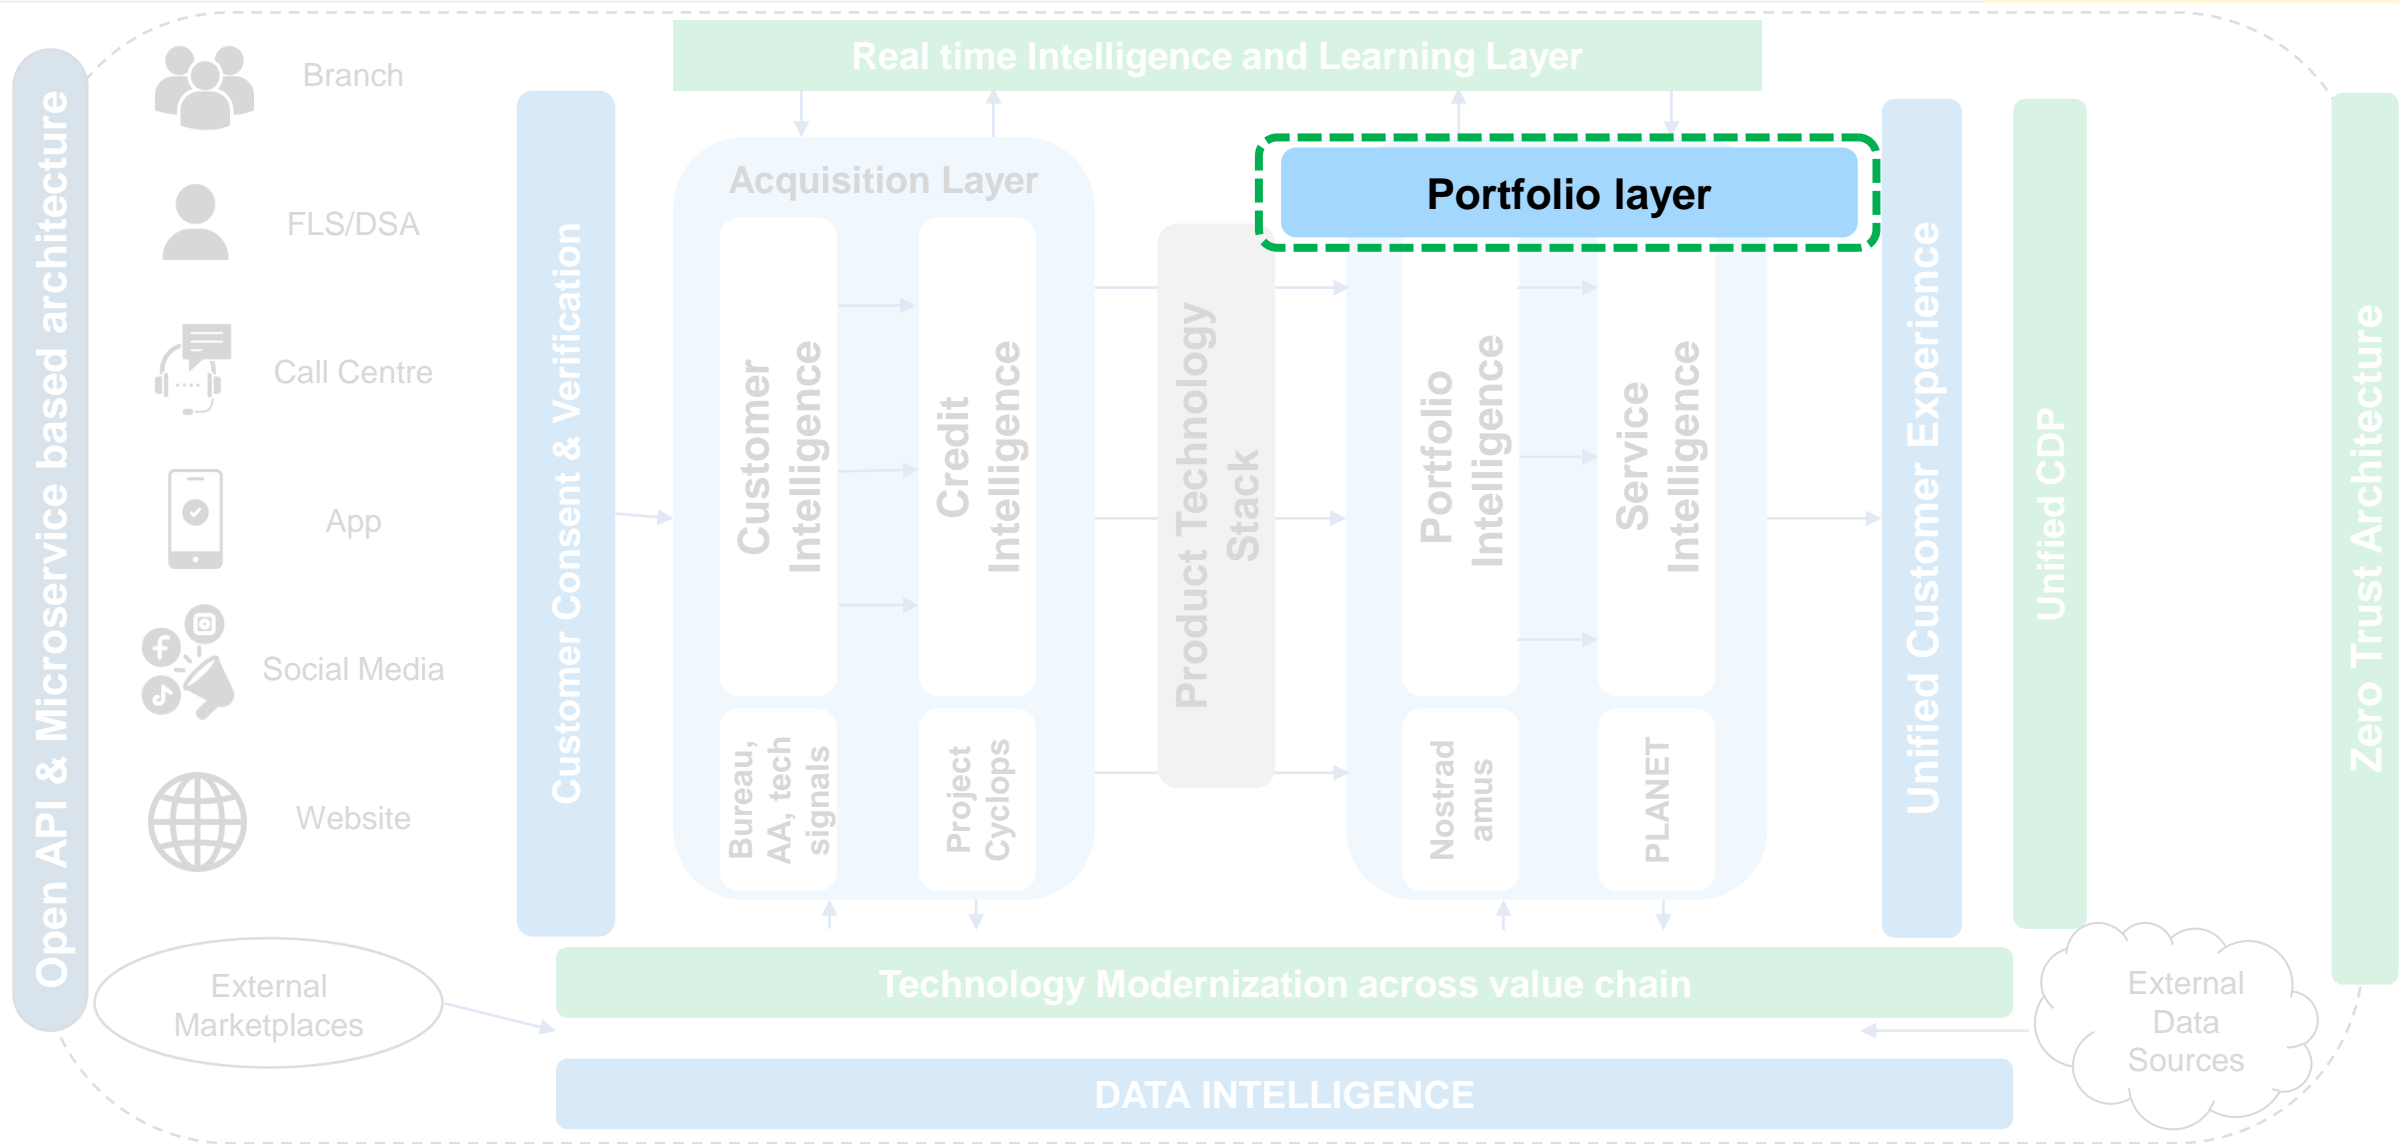 Open API & Microservice based architecture
Branch
FLS/DSA
Call Centre
App
Social Media
Website
External
Marketplaces
Customer Consent & Verification
Real time Intelligence and Learning Layer
Acquisition Layer
Customer
Intelligence
Credit
Intelligence
Bureau,
AA, tech
signals
Project
Cyclops
Product Technology
Stack
Portfolio layer
Portfolio
Intelligence
Service
Intelligence
Nostrad
amus
PLANET
Unified Customer Experience
Unified CDP
Zero Trust Architecture
Technology Modernization across value chain
DATA INTELLIGENCE
External
Data
Sources